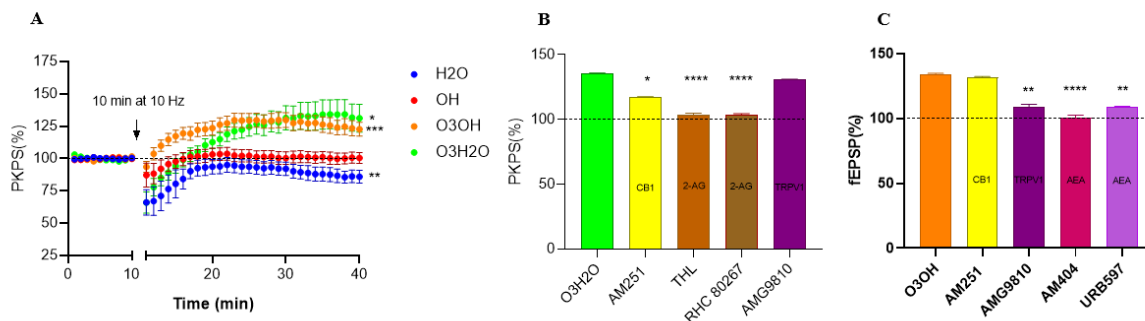 A
PKPS(%)
175
150
125
100
75
50
25
10 min at 10 Hz
*
***
**
0
10
20
30
40
Time (min)
H2O
OH
O3OH
O3H2O
B
PKPS(%)
150
100
50
0
*
****
****
CB1
2-AG
2-AG
TRPV1
O3H2O
AM251
THL
RHC 80267
AMG9810
C
fEPSP(%)
150
100
50
0
**
****
**
CB1
TRPV1
AEA
AEA
O3OH
AM251
AMG9810
AM404
URB597